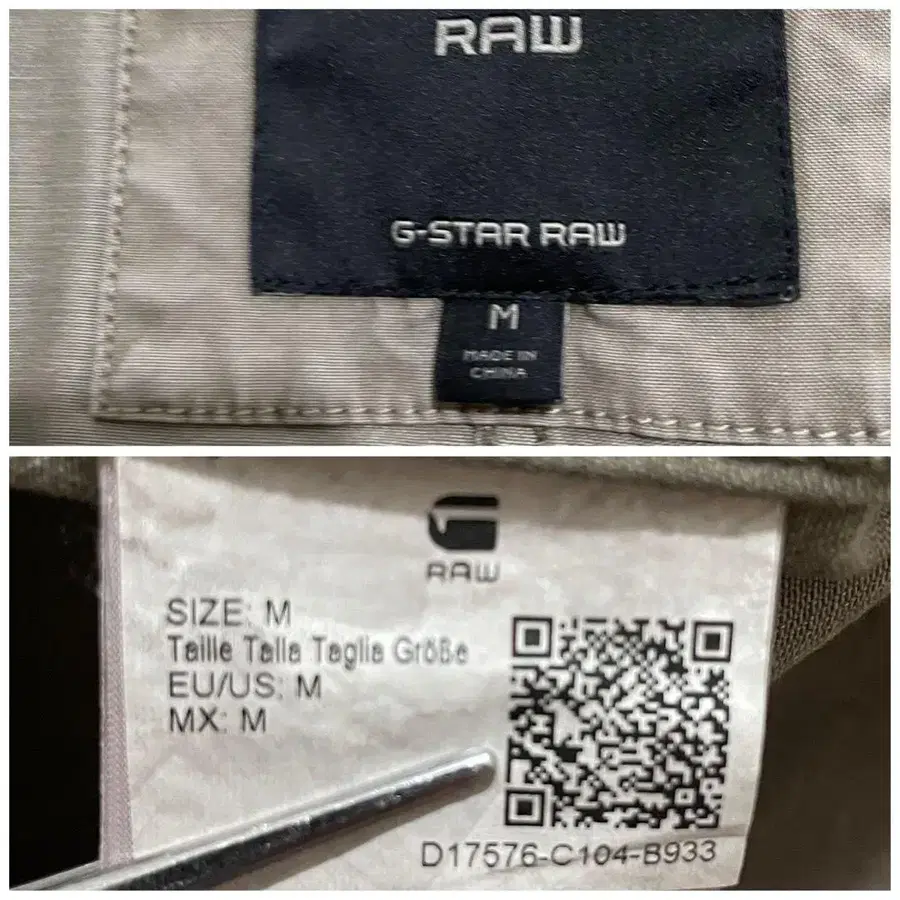 RAW
G-STAR RAW
M
MADE IN
CHINA
RAW
SIZE: M
Taille Talla Taglia Größe
EU/US: M
MX: M
D17576-C104-B933